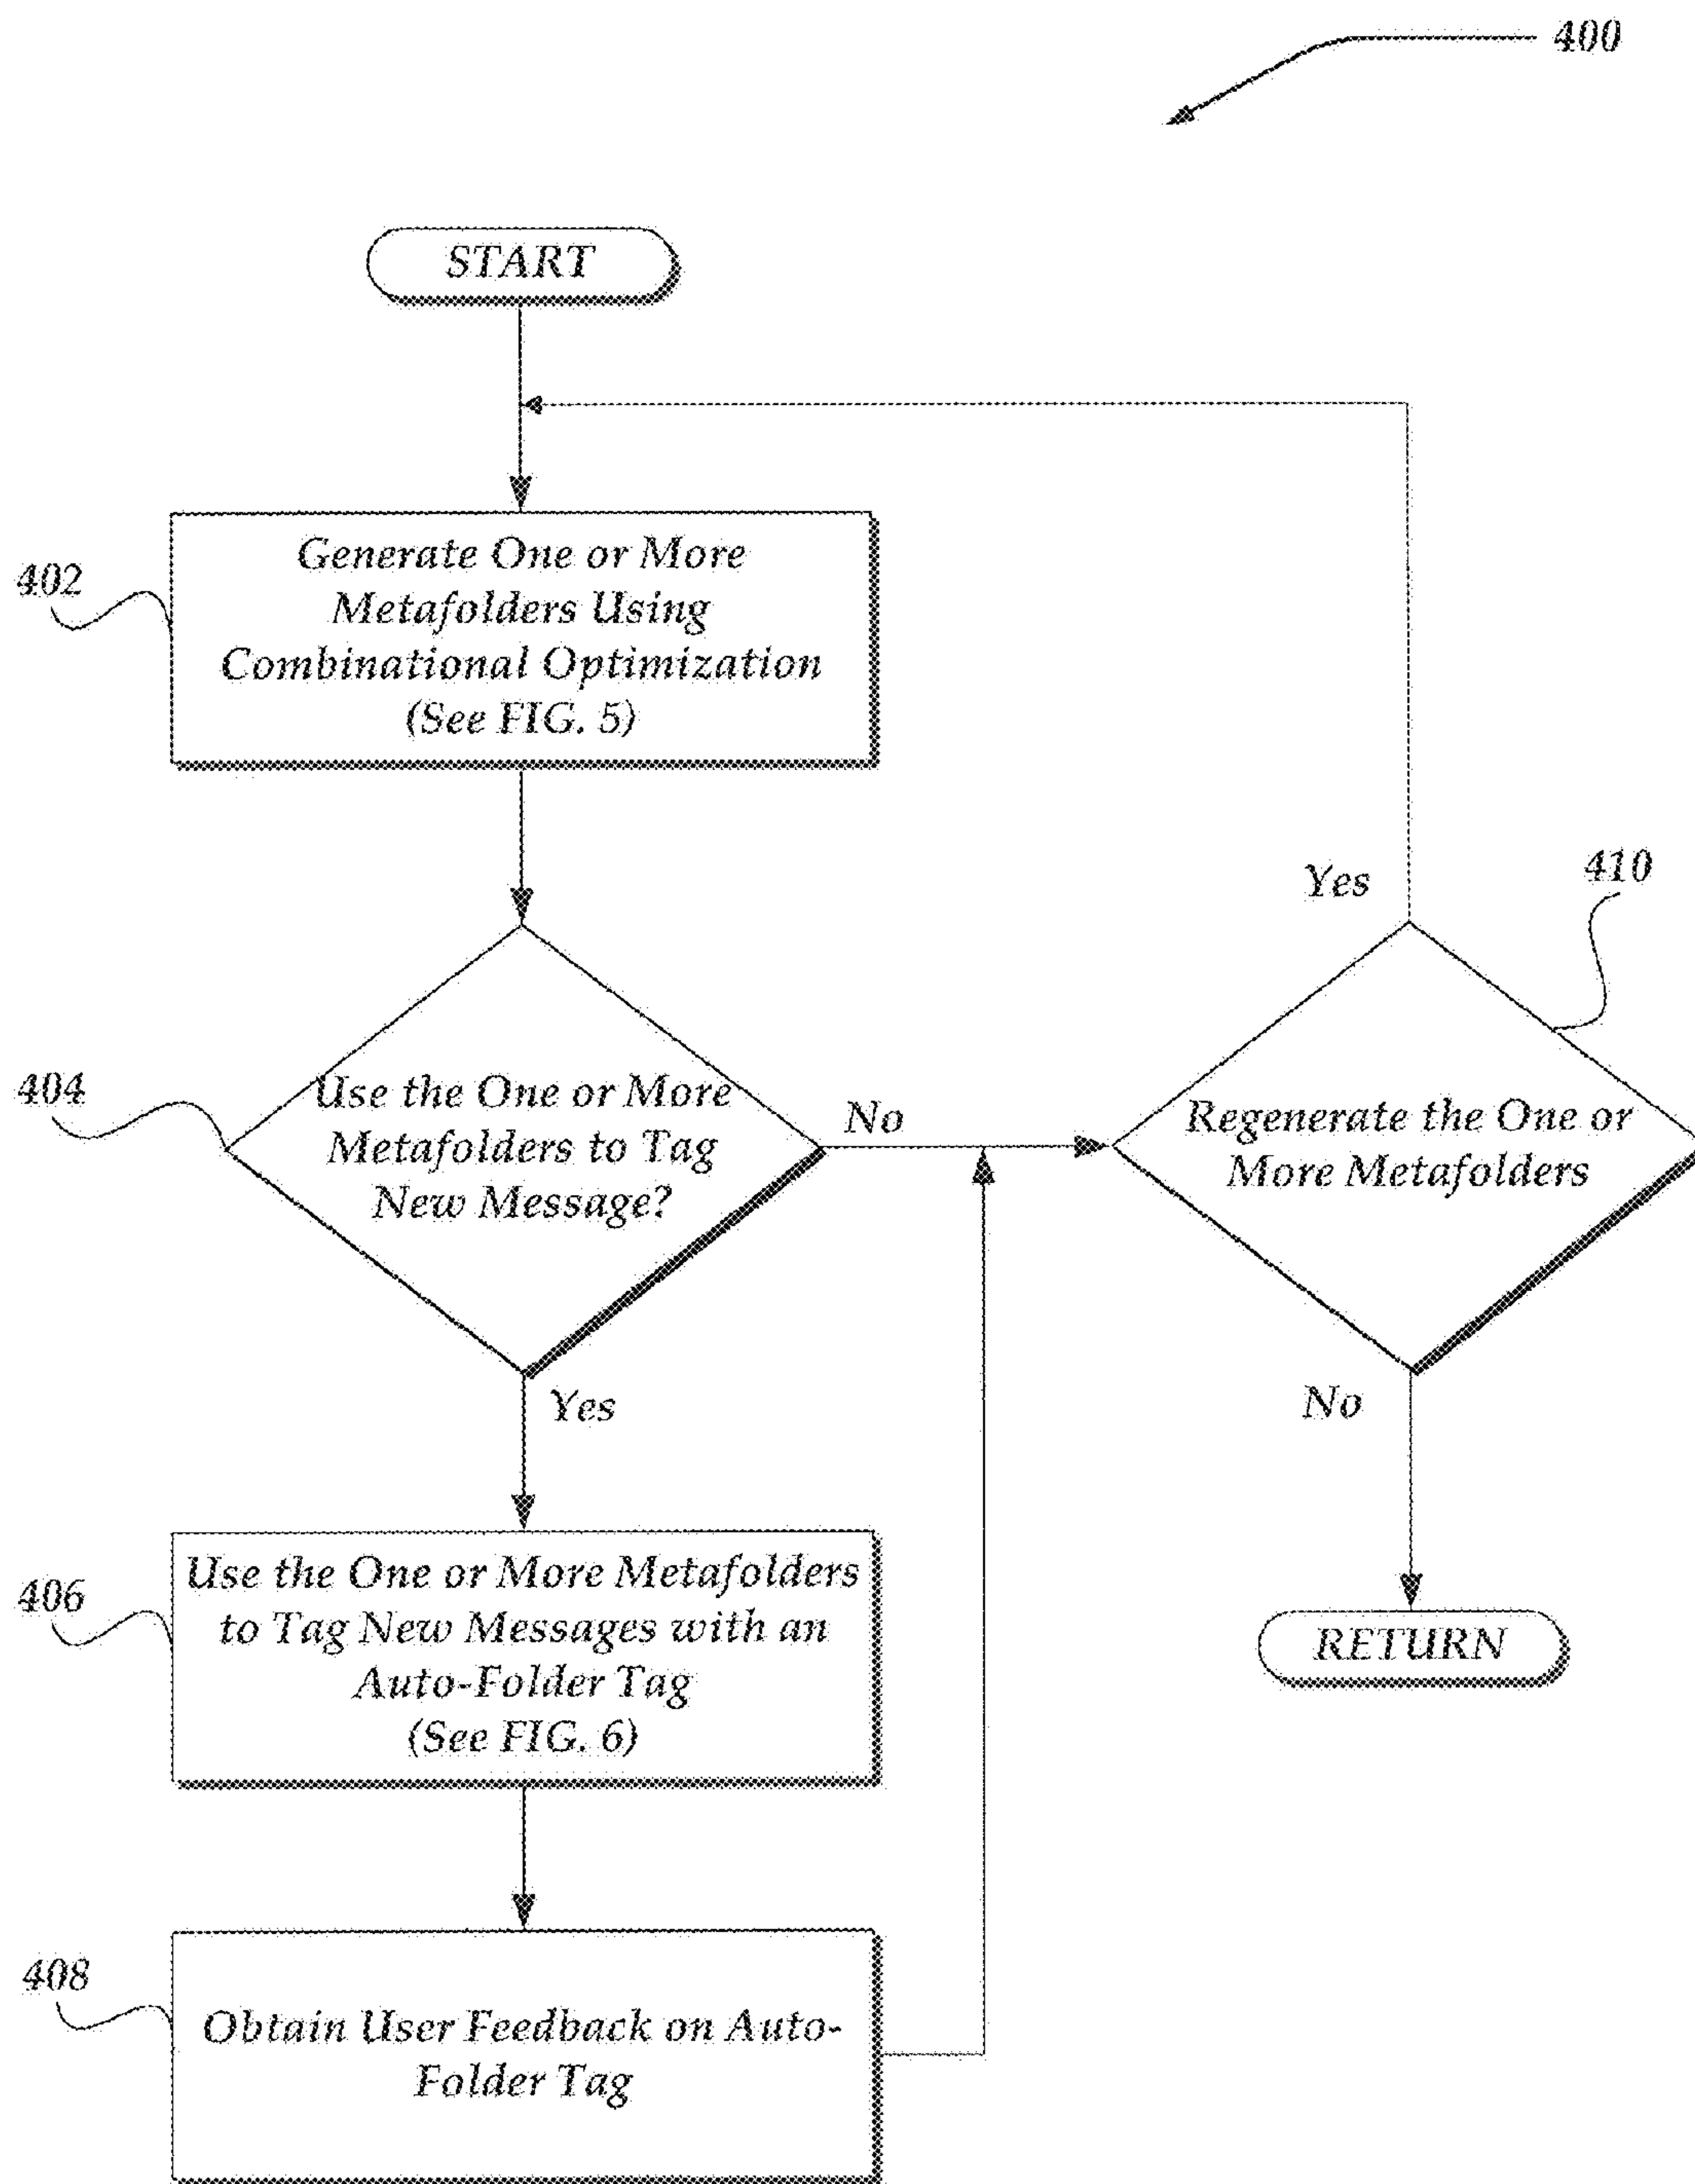 400
START
402
Generate One or More
Metafolders Using
Combinational Optimization
(See FIG. 5)
404
Use the One or More
Metafolders to Tag
New Message?
No
Yes
410
Yes
Regenerate the One or
More Metafolders
No
406
Use the One or More Metafolders
to Tag New Messages with an
Auto-Folder Tag
(See FIG. 6)
RETURN
408
Obtain User Feedback on Auto-
Folder Tag